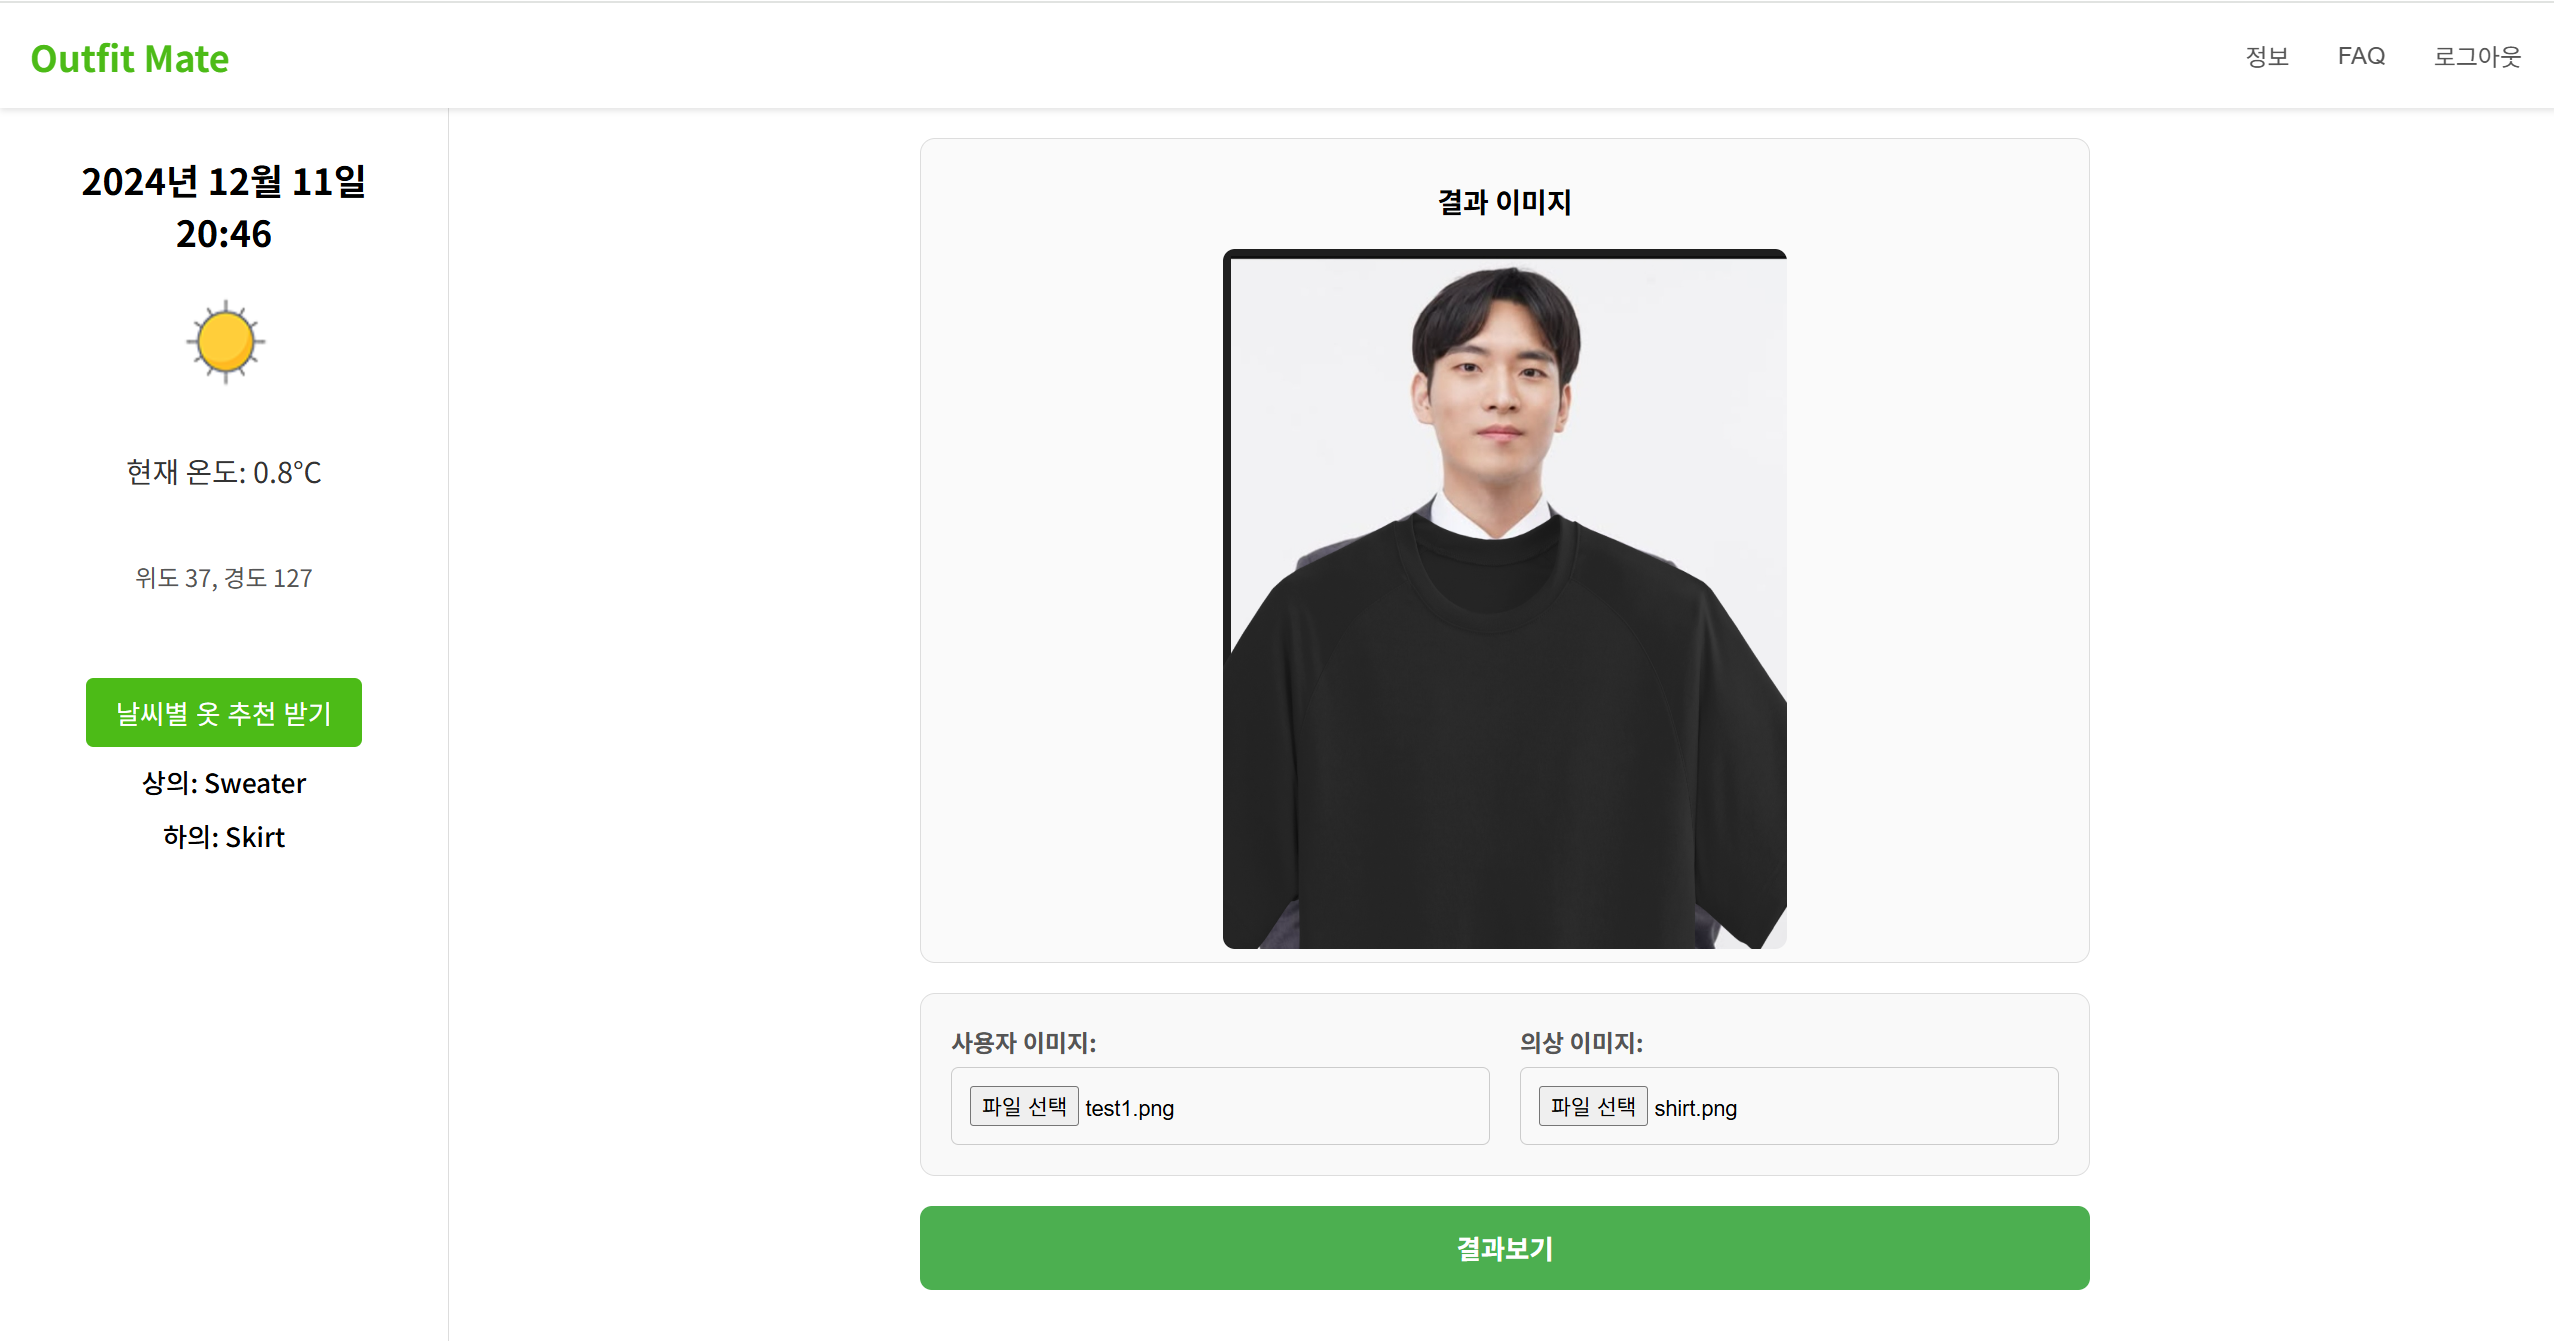 Outfit Mate
정보
FAQ
로그아웃
2024년 12월 11일
20:46
현재 온도: 0.8°C
위도 37, 경도 127
날씨별 옷 추천 받기
상의: Sweater
하의: Skirt
결과 이미지
사용자 이미지:
파일 선택 test1.png
의상 이미지:
파일 선택 shirt.png
결과보기